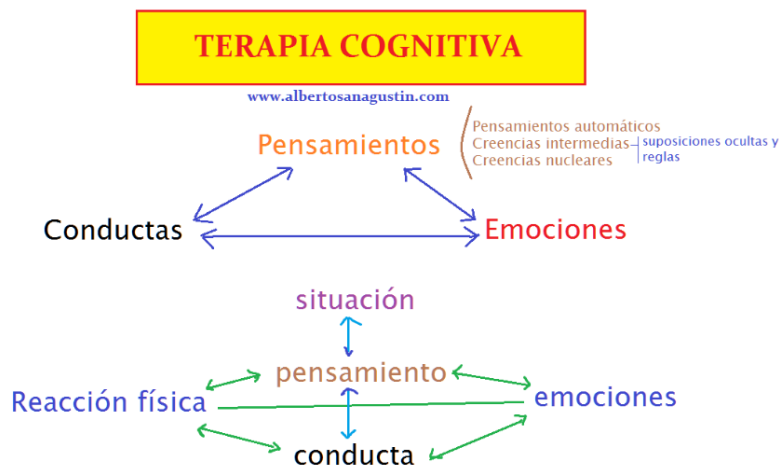 TERAPIA COGNITIVA
www.albertosanagustin.com
Pensamientos
Pensamientos automáticos
Creencias intermedias
suposiciones ocultas y
reglas
Creencias nucleares
Conductas
Emociones
situación
pensamiento
Reacción física
emociones
conducta